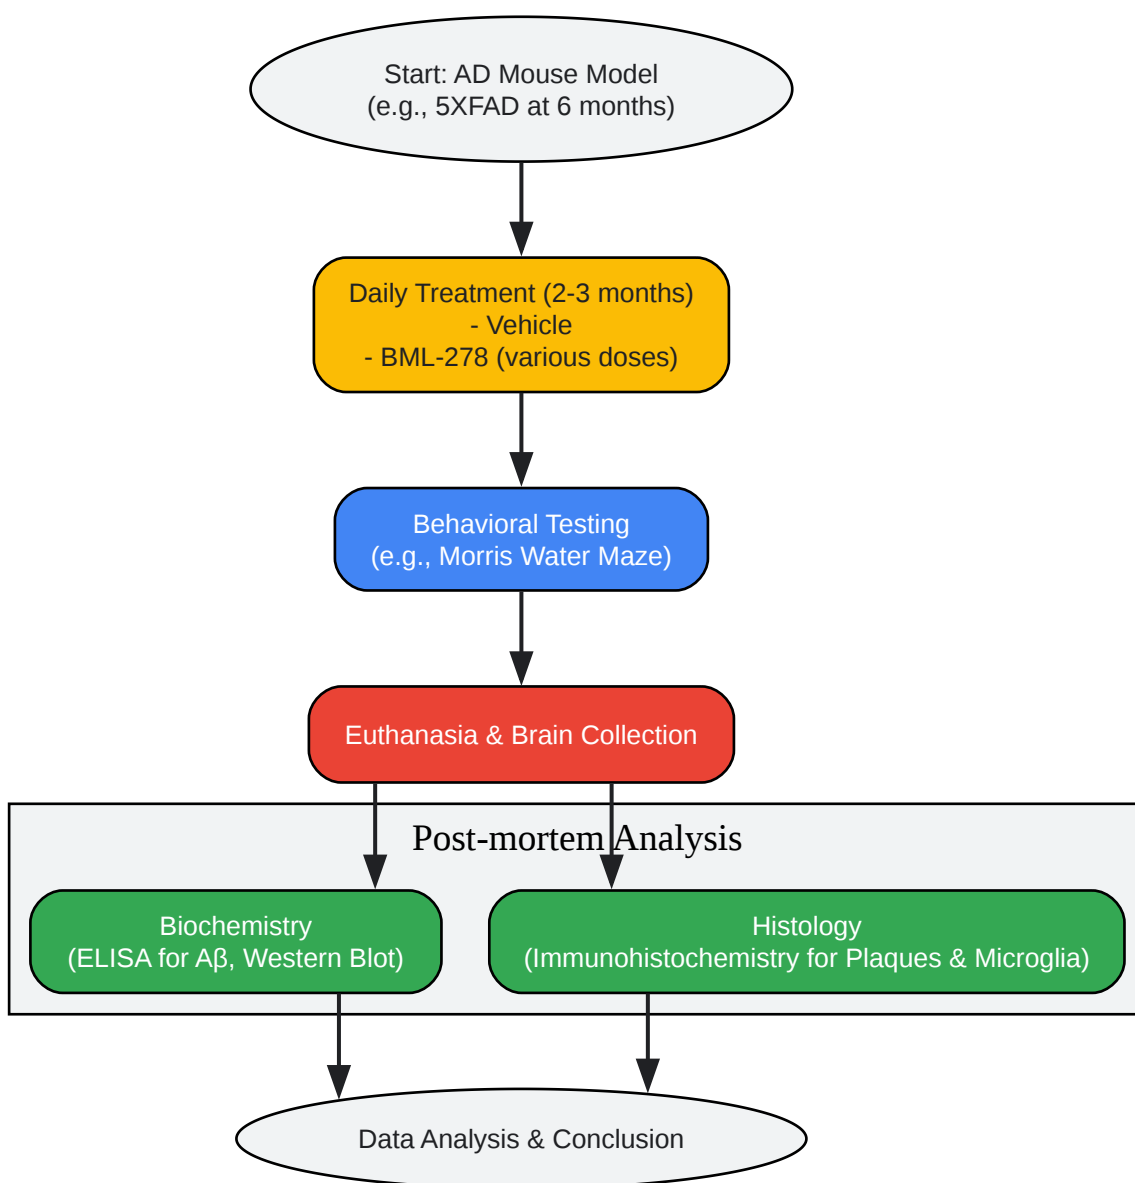 Start: AD Mouse Model
(e.g., 5XFAD at 6 months)
Daily Treatment (2-3 months)
- Vehicle
- BML-278 (various doses)
Behavioral Testing
(e.g., Morris Water Maze)
Euthanasia & Brain Collection
Post-mortem Analysis
Biochemistry
(ELISA for Aβ, Western Blot)
Histology
(Immunohistochemistry for Plaques & Microglia)
Data Analysis & Conclusion